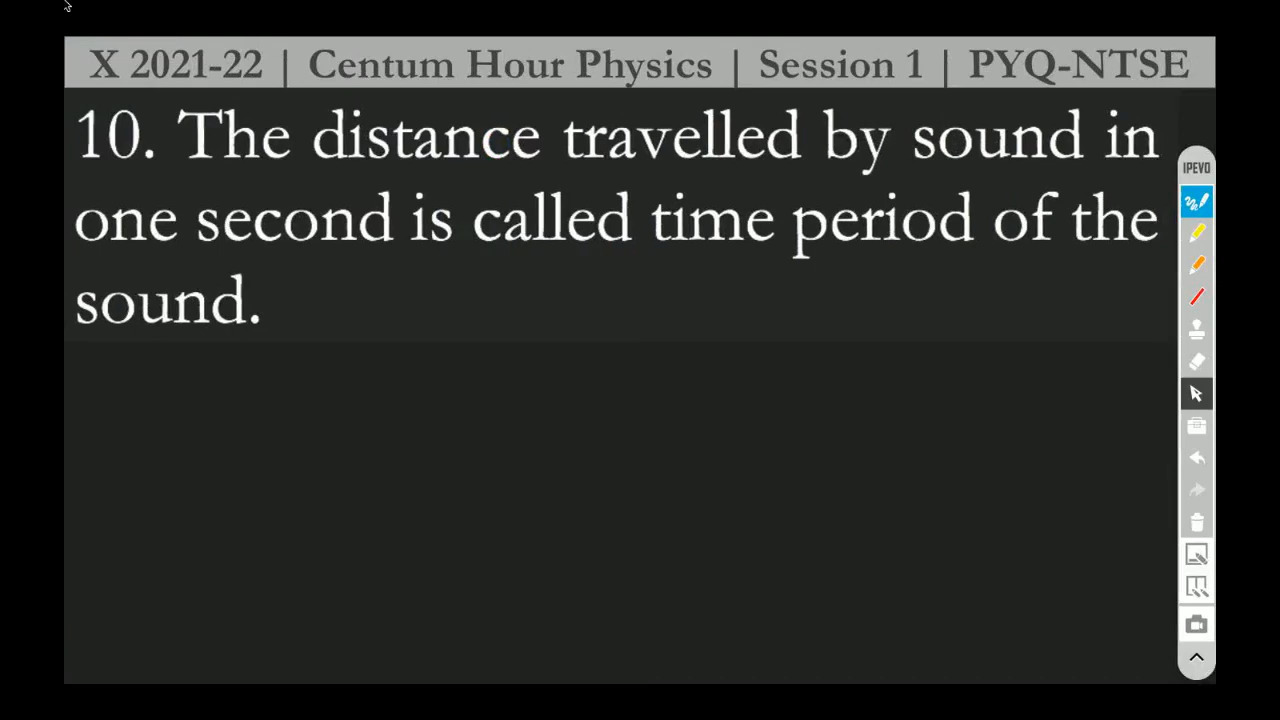 X 2021-22 | Centum Hour Physics | Session 1 | PYQ-NTSE
10. The distance travelled by sound in
one second is called time period of the
sound.
IPEVO